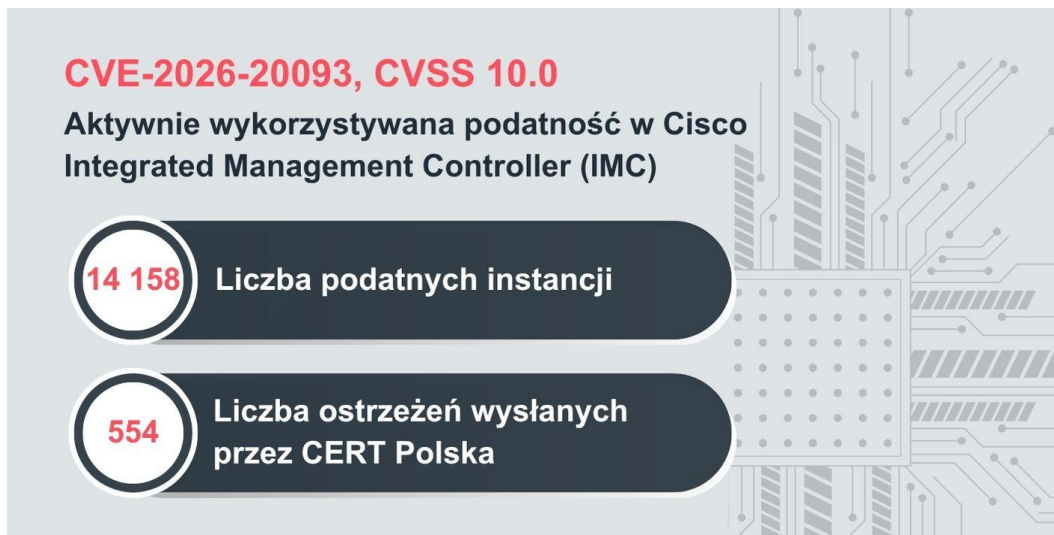 CVE-2026-20093, CVSS 10.0
Aktywnie wykorzystywana podatność w Cisco
Integrated Management Controller (IMC)
14 158
Liczba podatnych instancji
554
Liczba ostrzeżeń wysłanych
przez CERT Polska